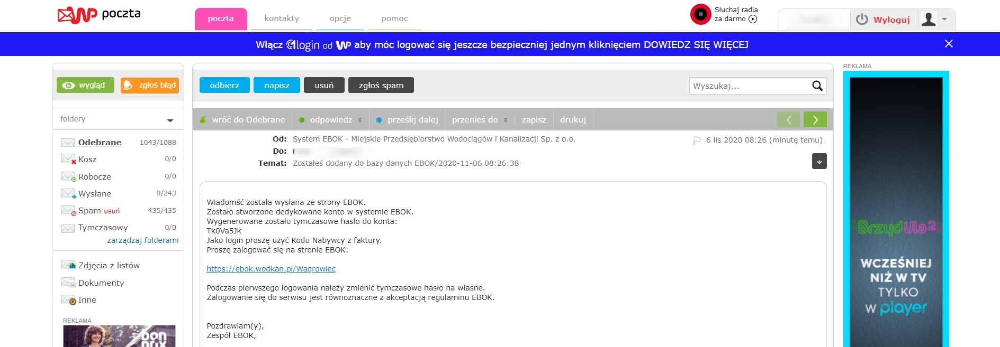 WP poczta
poczta
kontakty
opcje
pomoc
Słuchaj radia
za darmo
Wyloguj
Włącz 1login od WP aby móc logować się jeszcze bezpieczniej jednym kliknięciem DOWIEDZ SIĘ WIĘCEJ
REKLAMA
wygląd
zgłoś błąd
odbierz
napisz
usuń
zgłoś spam
Wyszukaj...
foldery
wróć do Odebrane
odpowiedz
prześlij dalej
przenieś do
zapisz
drukuj
Odebrane 1043/1088
Kosz 0/0
Robocze 0/0
Wysłane 0/243
Spam usuń 435/435
Tymczasowy 0/0
zarządzaj folderami
Zdjęcia z listów
Dokumenty
Inne
REKLAMA
bon
prix
Od: System EBOK - Miejskie Przedsiębiorstwo Wodociągów i Kanalizacji Sp. z o.o.
6 lis 2020 08:26 (minutę temu)
Do:
Temat: Zostałeś dodany do bazy danych EBOK/2020-11-06 08:26:38
Wiadomść została wysłana ze strony EBOK.
Zostało stworzone dedykowane konto w systemie EBOK.
Wygenerowane zostało tymczasowe hasło do konta:
Tk0Va5Jk
Jako login proszę użyć Kodu Nabywcy z faktury.
Proszę zalogować się na stronie EBOK:
https://ebok.wodkan.pl/Wagrowiec
Podczas pierwszego logowania należy zmienić tymczasowe hasło na własne.
Zalogowanie się do serwisu jest równoznaczne z akceptacją regulaminu EBOK.
Pozdrawiam(y),
Zespół EBOK,
BrzydUla 2
WCZEŚNIEJ
NIŻ W TV
TYLKO
W player